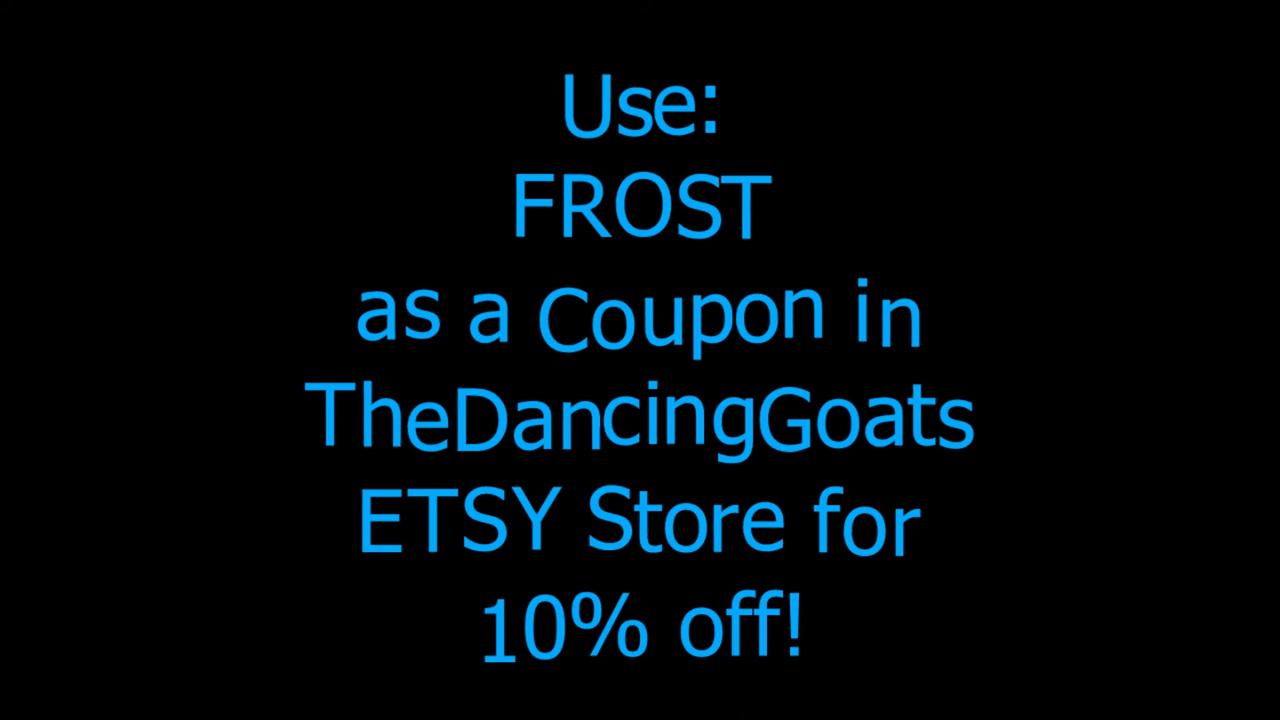 Use:
FROST
as a Coupon in
TheDancingGoats
ETSY Store for
10% off!